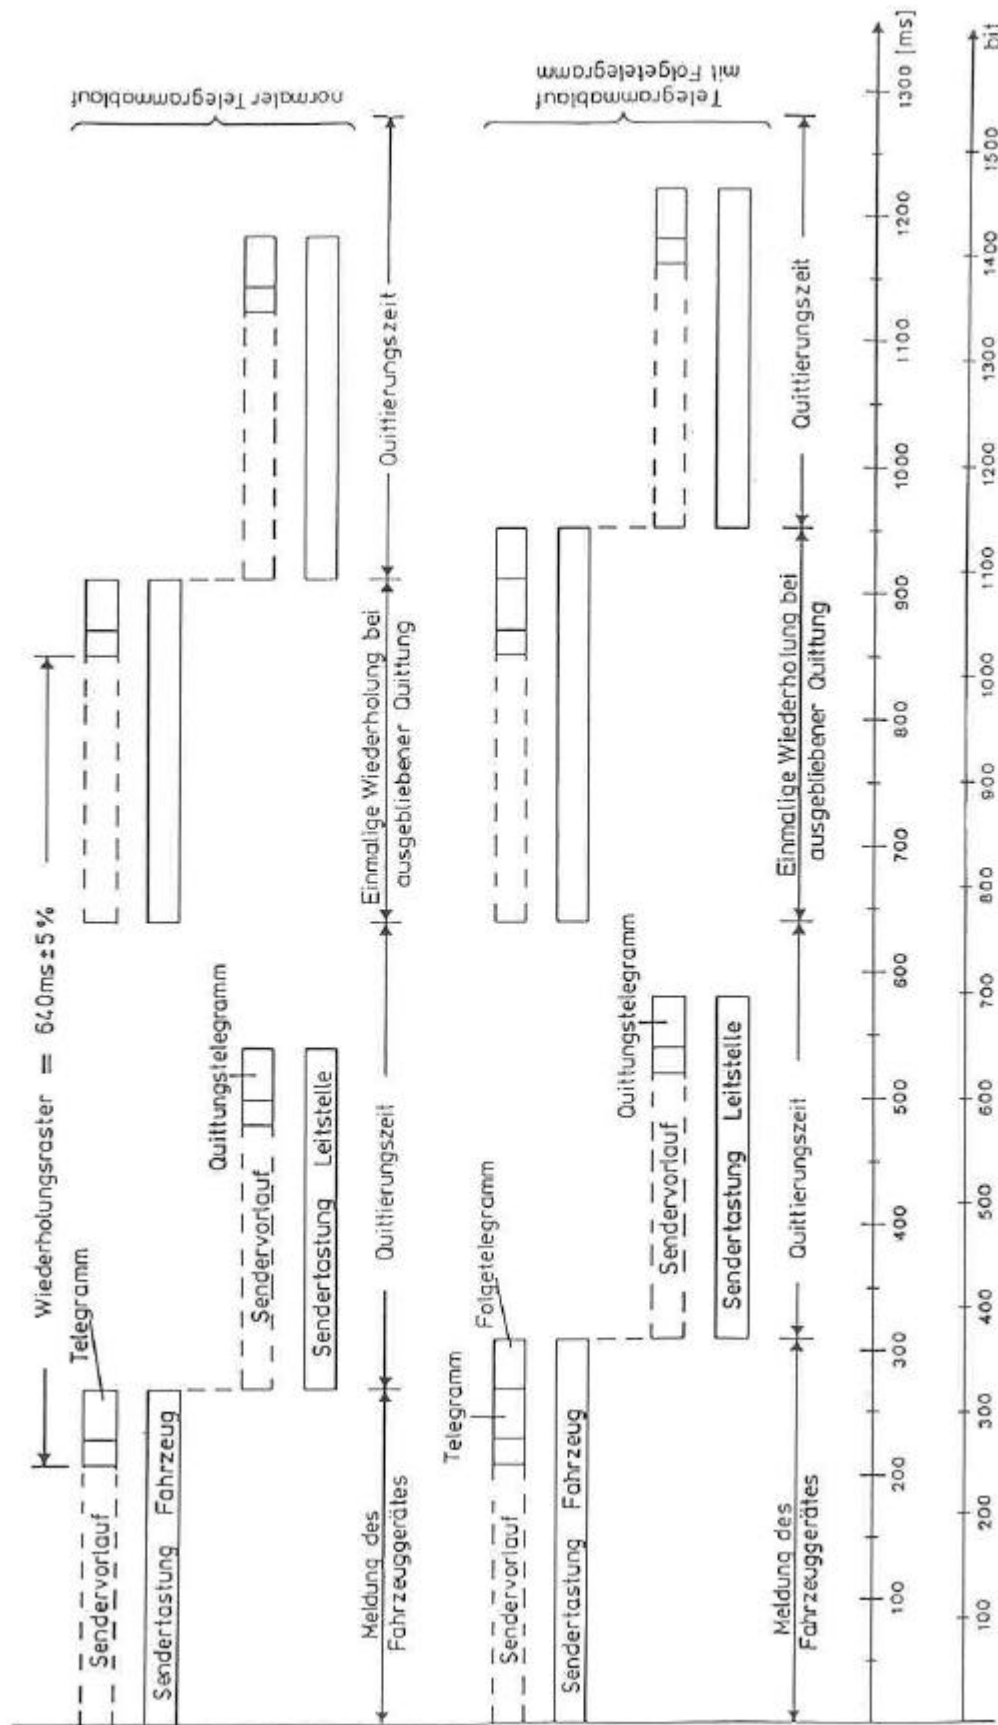 Wiederholungsraster = 640ms ± 5%
Telegramm
Sendervorlauf
Sendertastung Fahrzeug
Quittungstelegramm
Sendervorlauf
Sendertastung Leitstelle
Meldung des
Fahrzeuggerätes
Quittierungszeit
Einmalige Wiederholung bei
ausgebliebener Quittung
Quittierungszeit
normaler Telegrammablauf
Telegramm
Folgetelegramm
Sendervorlauf
Sendertastung Fahrzeug
Quittungstelegramm
Sendervorlauf
Sendertastung Leitstelle
Meldung des
Fahrzeuggerätes
Quittierungszeit
Einmalige Wiederholung bei
ausgebliebener Quittung
Quittierungszeit
Telegrammablauf
mit Folgetelegramm
100 200 300 400 500 600 700 800 900 1000 1100 1200 1300 [ms]
100 200 300 400 500 600 700 800 900 1000 1100 1200 1300 1400 1500 bit